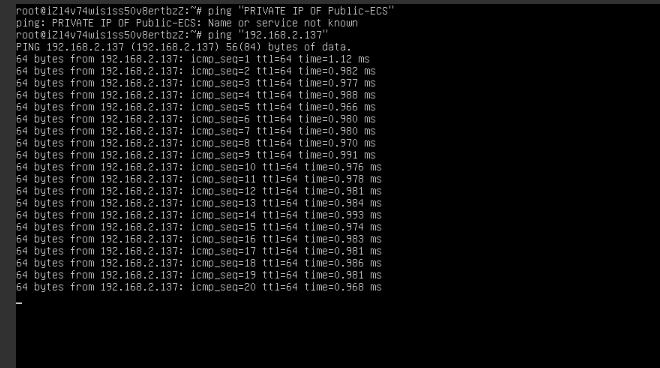 root@iZl4v74wis1ss50v8ertbzZ:~# ping "PRIVATE IP OF Public-ECS"
ping: PRIVATE IP OF Public-ECS: Name or service not known
root@iZl4v74wis1ss50v8ertbzZ:~# ping "192.168.2.137"
PING 192.168.2.137 (192.168.2.137) 56(84) bytes of data.
64 bytes from 192.168.2.137: icmp_seq=1 ttl=64 time=1.12 ms
64 bytes from 192.168.2.137: icmp_seq=2 ttl=64 time=0.982 ms
64 bytes from 192.168.2.137: icmp_seq=3 ttl=64 time=0.977 ms
64 bytes from 192.168.2.137: icmp_seq=4 ttl=64 time=0.988 ms
64 bytes from 192.168.2.137: icmp_seq=5 ttl=64 time=0.966 ms
64 bytes from 192.168.2.137: icmp_seq=6 ttl=64 time=0.980 ms
64 bytes from 192.168.2.137: icmp_seq=7 ttl=64 time=0.980 ms
64 bytes from 192.168.2.137: icmp_seq=8 ttl=64 time=0.970 ms
64 bytes from 192.168.2.137: icmp_seq=9 ttl=64 time=0.991 ms
64 bytes from 192.168.2.137: icmp_seq=10 ttl=64 time=0.976 ms
64 bytes from 192.168.2.137: icmp_seq=11 ttl=64 time=0.978 ms
64 bytes from 192.168.2.137: icmp_seq=12 ttl=64 time=0.981 ms
64 bytes from 192.168.2.137: icmp_seq=13 ttl=64 time=0.984 ms
64 bytes from 192.168.2.137: icmp_seq=14 ttl=64 time=0.993 ms
64 bytes from 192.168.2.137: icmp_seq=15 ttl=64 time=0.974 ms
64 bytes from 192.168.2.137: icmp_seq=16 ttl=64 time=0.983 ms
64 bytes from 192.168.2.137: icmp_seq=17 ttl=64 time=0.981 ms
64 bytes from 192.168.2.137: icmp_seq=18 ttl=64 time=0.986 ms
64 bytes from 192.168.2.137: icmp_seq=19 ttl=64 time=0.981 ms
64 bytes from 192.168.2.137: icmp_seq=20 ttl=64 time=0.968 ms